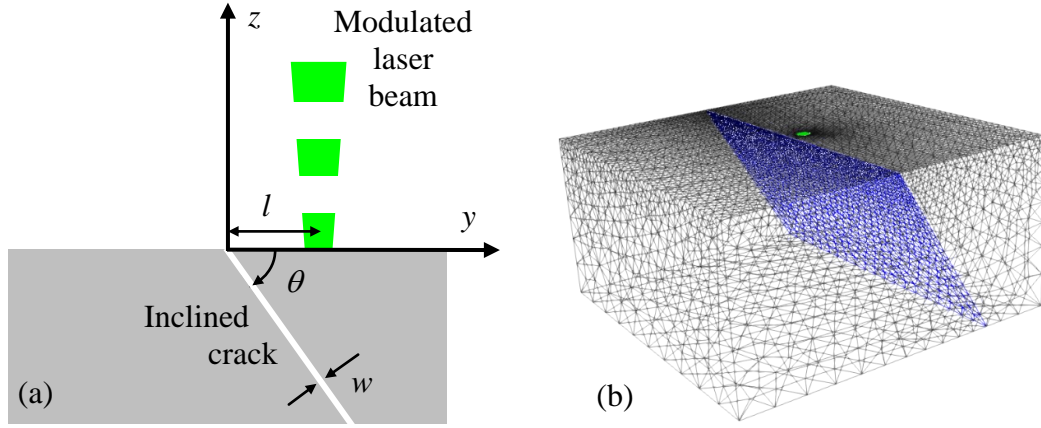 z
Modulated
laser
beam
l
y
θ
Inclined
crack
w
(a)
(b)